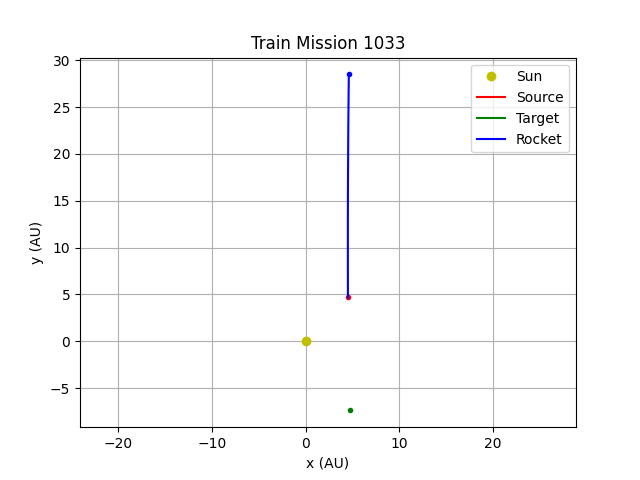 Train Mission 1033
30
25
20
15
10
5
0
−5
−20
−10
0
10
20
y (AU)
x (AU)
Sun
Source
Target
Rocket